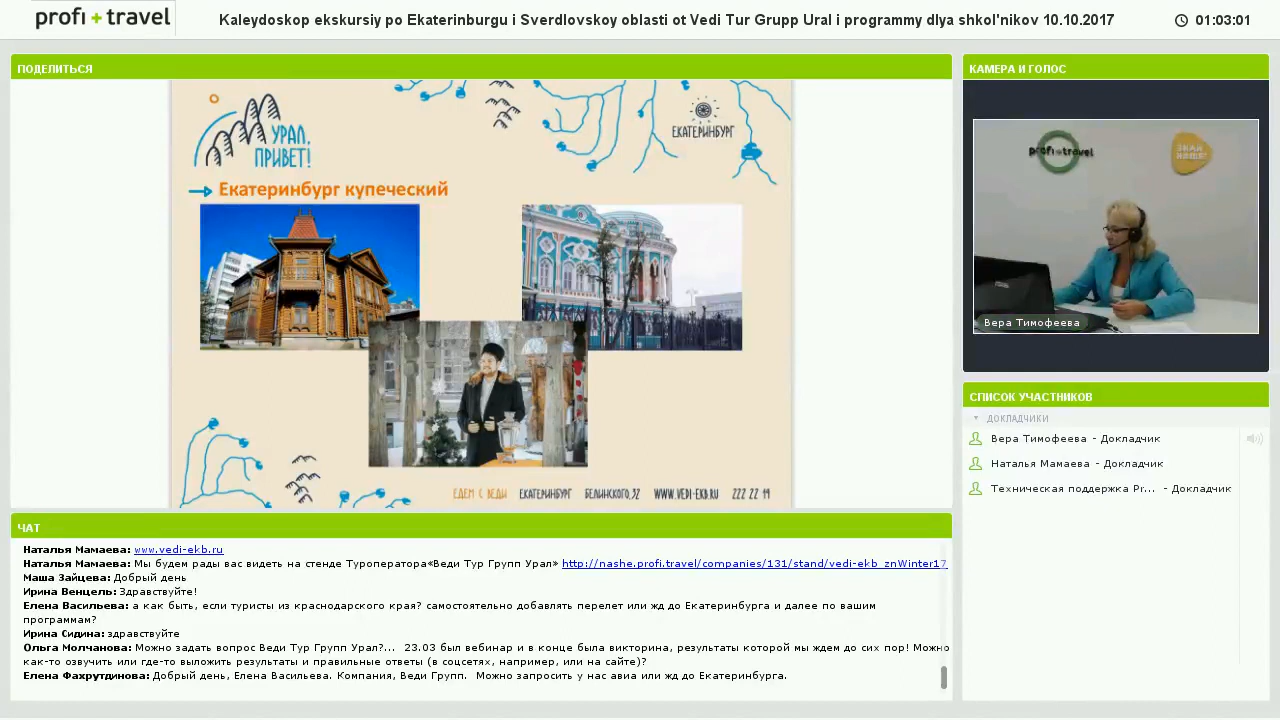 profi + travel
Kaleydoskop ekskursiy po Ekaterinburgu i Sverdlovskoy oblasti ot Vedi Tur Grupp Ural i programmy dlya shkol'nikov 10.10.2017
01:03:01
ПОДЕЛИТЬСЯ
УРАЛ,
ПРИВЕТ!
ЕКАТЕРИНБУРГ
Екатеринбург купеческий
ЕДЕМ С ВЕДИ ЕКАТЕРИНБУРГ БЕЛИНСКОГО, 32 WWW.VEDI-EKB.RU 222 22 19
КАМЕРА И ГОЛОС
profi travel
Вера Тимофеева
СПИСОК УЧАСТНИКОВ
ДОКЛАДЧИКИ
Вера Тимофеева - Докладчик
Наталья Мамаева - Докладчик
Техническая поддержка Pr... - Докладчик
ЧАТ
Наталья Мамаева: www.vedi-ekb.ru
Наталья Мамаева: Мы будем рады вас видеть на стенде Туроператора«Веди Тур Групп Урал» http://nashe.profi.travel/companies/131/stand/vedi-ekb_znWinter17
Маша Зайцева: Добрый день
Ирина Венцель: Здравствуйте!
Елена Васильева: а как быть, если туристы из краснодарского края? самостоятельно добавлять перелет или жд до Екатеринбурга и далее по вашим
программам?
Ирина Сидина: здравствуйте
Ольга Молчанова: Можно задать вопрос Веди Тур Групп Урал?... 23.03 был вебинар и в конце была викторина, результаты которой мы ждем до сих пор! Можно
как-то озвучить или где-то выложить результаты и правильные ответы (в соцсетях, например, или на сайте)?
Елена Фахрутдинова: Добрый день, Елена Васильева. Компания, Веди Групп. Можно запросить у нас авиа или жд до Екатеринбурга.